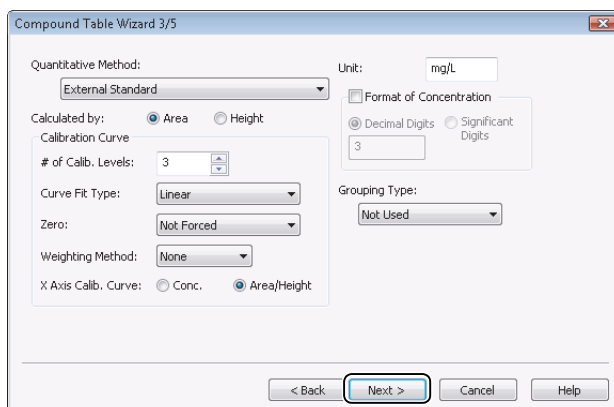 Compound Table Wizard 3/5
Quantitative Method:
External Standard
Calculated by: Area Height
Calibration Curve
# of Calib. Levels: 3
Curve Fit Type: Linear
Zero: Not Forced
Weighting Method: None
X Axis Calib. Curve: Conc. Area/Height
Unit: mg/L
Format of Concentration
Decimal Digits Significant Digits
3
Grouping Type:
Not Used
< Back Next > Cancel Help